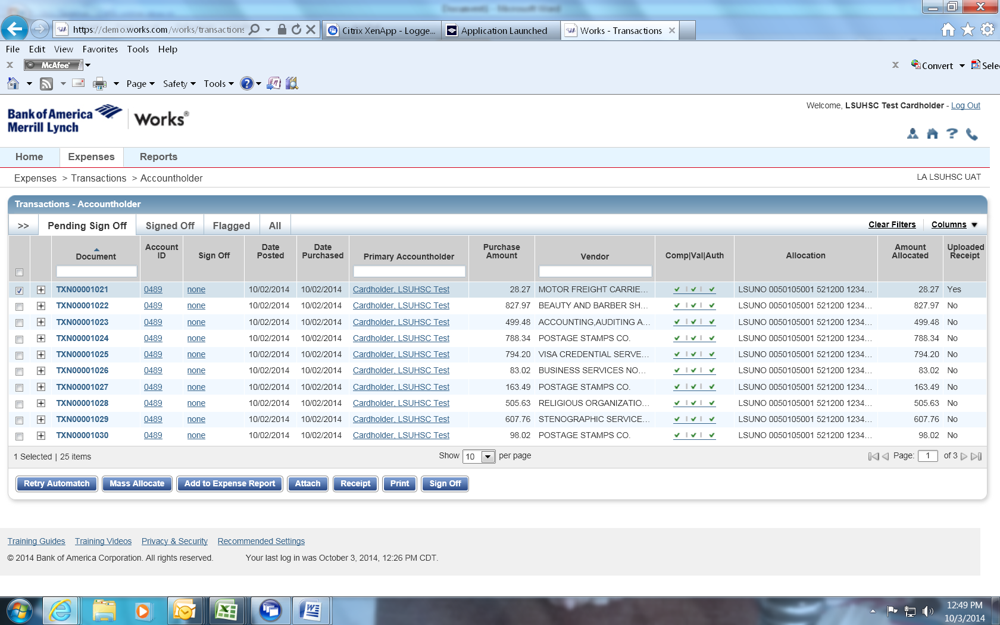 https://demo.works.com/works/transactions
Citrix XenApp - Logge...
Application Launched
Works - Transactions
File Edit View Favorites Tools Help
McAfee
Convert
Page Safety Tools
Bank of America
Merrill Lynch
Works®
Welcome, LSUHSC Test Cardholder - Log Out
Home Expenses Reports
Expenses > Transactions > Accountholder
LA LSUHSC UAT
Transactions - Accountholder
>> Pending Sign Off Signed Off Flagged All
Clear Filters Columns
Document Account ID Sign Off Date Posted Date Purchased Primary Accountholder Purchase Amount Vendor Comp|Val|Auth Allocation Amount Allocated Uploaded Receipt
TXN00001021 0489 none 10/02/2014 10/02/2014 Cardholder, LSUHSC Test 28.27 MOTOR FREIGHT CARRIE... LSUNO 0050105001 521200 1234... 28.27 Yes
TXN00001022 0489 none 10/02/2014 10/02/2014 Cardholder, LSUHSC Test 827.97 BEAUTY AND BARBER SH... LSUNO 0050105001 521200 1234... 827.97 No
TXN00001023 0489 none 10/02/2014 10/02/2014 Cardholder, LSUHSC Test 499.48 ACCOUNTING,AUDITING A... LSUNO 0050105001 521200 1234... 499.48 No
TXN00001024 0489 none 10/02/2014 10/02/2014 Cardholder, LSUHSC Test 788.34 POSTAGE STAMPS CO. LSUNO 0050105001 521200 1234... 788.34 No
TXN00001025 0489 none 10/02/2014 10/02/2014 Cardholder, LSUHSC Test 794.20 VISA CREDENTIAL SERVE... LSUNO 0050105001 521200 1234... 794.20 No
TXN00001026 0489 none 10/02/2014 10/02/2014 Cardholder, LSUHSC Test 83.02 BUSINESS SERVICES NO... LSUNO 0050105001 521200 1234... 83.02 No
TXN00001027 0489 none 10/02/2014 10/02/2014 Cardholder, LSUHSC Test 163.49 POSTAGE STAMPS CO. LSUNO 0050105001 521200 1234... 163.49 No
TXN00001028 0489 none 10/02/2014 10/02/2014 Cardholder, LSUHSC Test 505.63 RELIGIOUS ORGANIZATIO... LSUNO 0050105001 521200 1234... 505.63 No
TXN00001029 0489 none 10/02/2014 10/02/2014 Cardholder, LSUHSC Test 607.76 STENOGRAPHIC SERVICE... LSUNO 0050105001 521200 1234... 607.76 No
TXN00001030 0489 none 10/02/2014 10/02/2014 Cardholder, LSUHSC Test 98.02 POSTAGE STAMPS CO. LSUNO 0050105001 521200 1234... 98.02 No
1 Selected | 25 items
Show 10 per page
Page: 1 of 3
Retry Automatch Mass Allocate Add to Expense Report Attach Receipt Print Sign Off
Training Guides Training Videos Privacy & Security Recommended Settings
© 2014 Bank of America Corporation. All rights reserved. Your last log in was October 3, 2014, 12:26 PM CDT.
12:49 PM
10/3/2014